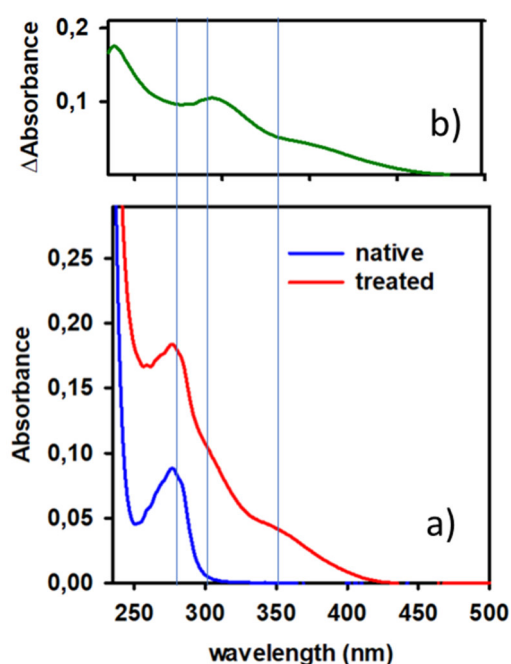 0,2
0,1
ΔAbsorbance
b)
0,25
0,20
0,15
0,10
0,05
0,00
Absorbance
native
treated
a)
250 300 350 400 450 500
wavelength (nm)